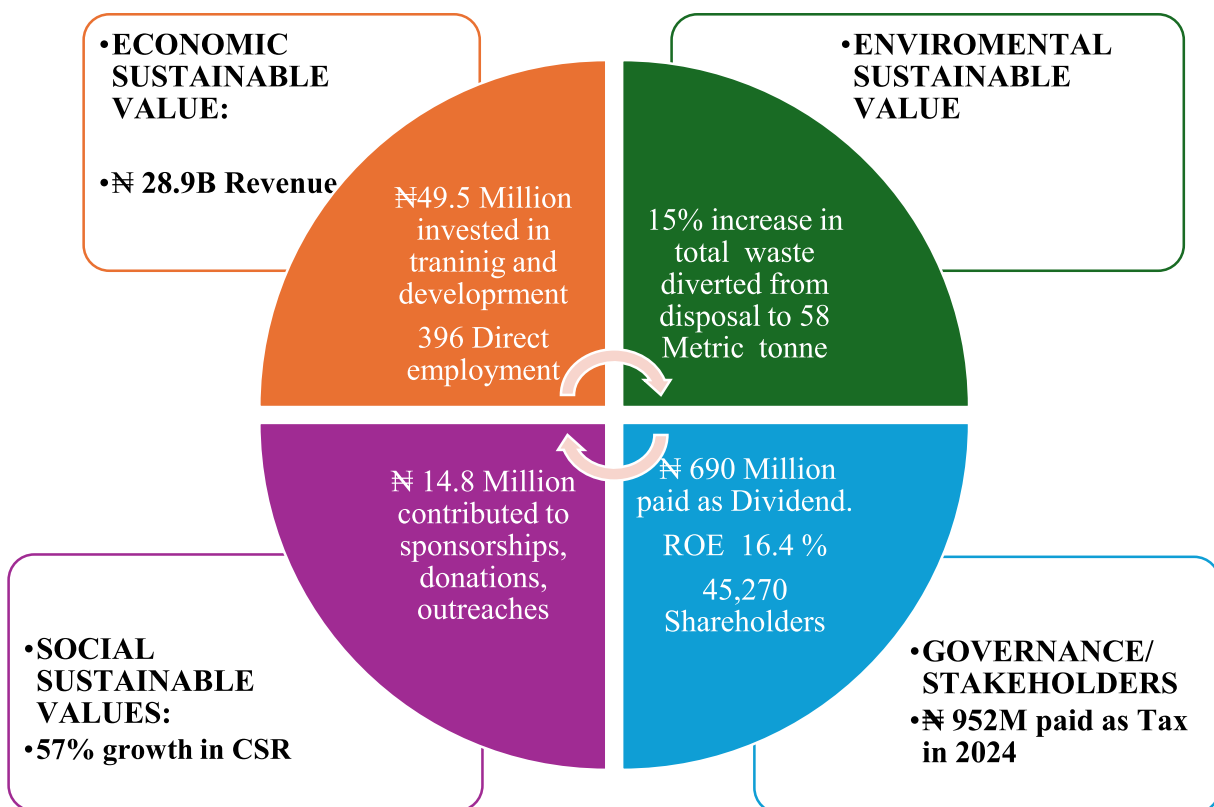 •ECONOMIC
SUSTAINABLE
VALUE:
•₦ 28.9B Revenue
₦49.5 Million
invested in
traninig and
developrment
396 Direct
employment
•ENVIROMENTAL
SUSTAINABLE
VALUE
15% increase in
total waste
diverted from
disposal to 58
Metric tonne
•SOCIAL
SUSTAINABLE
VALUES:
•57% growth in CSR
₦ 14.8 Million
contributed to
sponsorships,
donations,
outreaches
₦ 690 Million
paid as Dividend.
ROE 16.4 %
45,270
Shareholders
•GOVERNANCE/
STAKEHOLDERS
•₦ 952M paid as Tax
in 2024